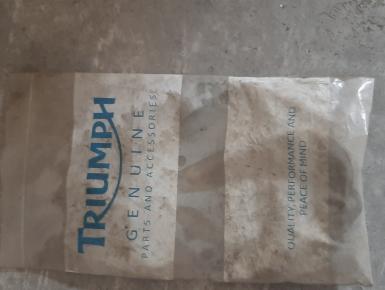 TRIUMPH
GENUINE
PARTS AND ACCESSORIES
QUALITY, PERFORMANCE AND
PEACE OF MIND